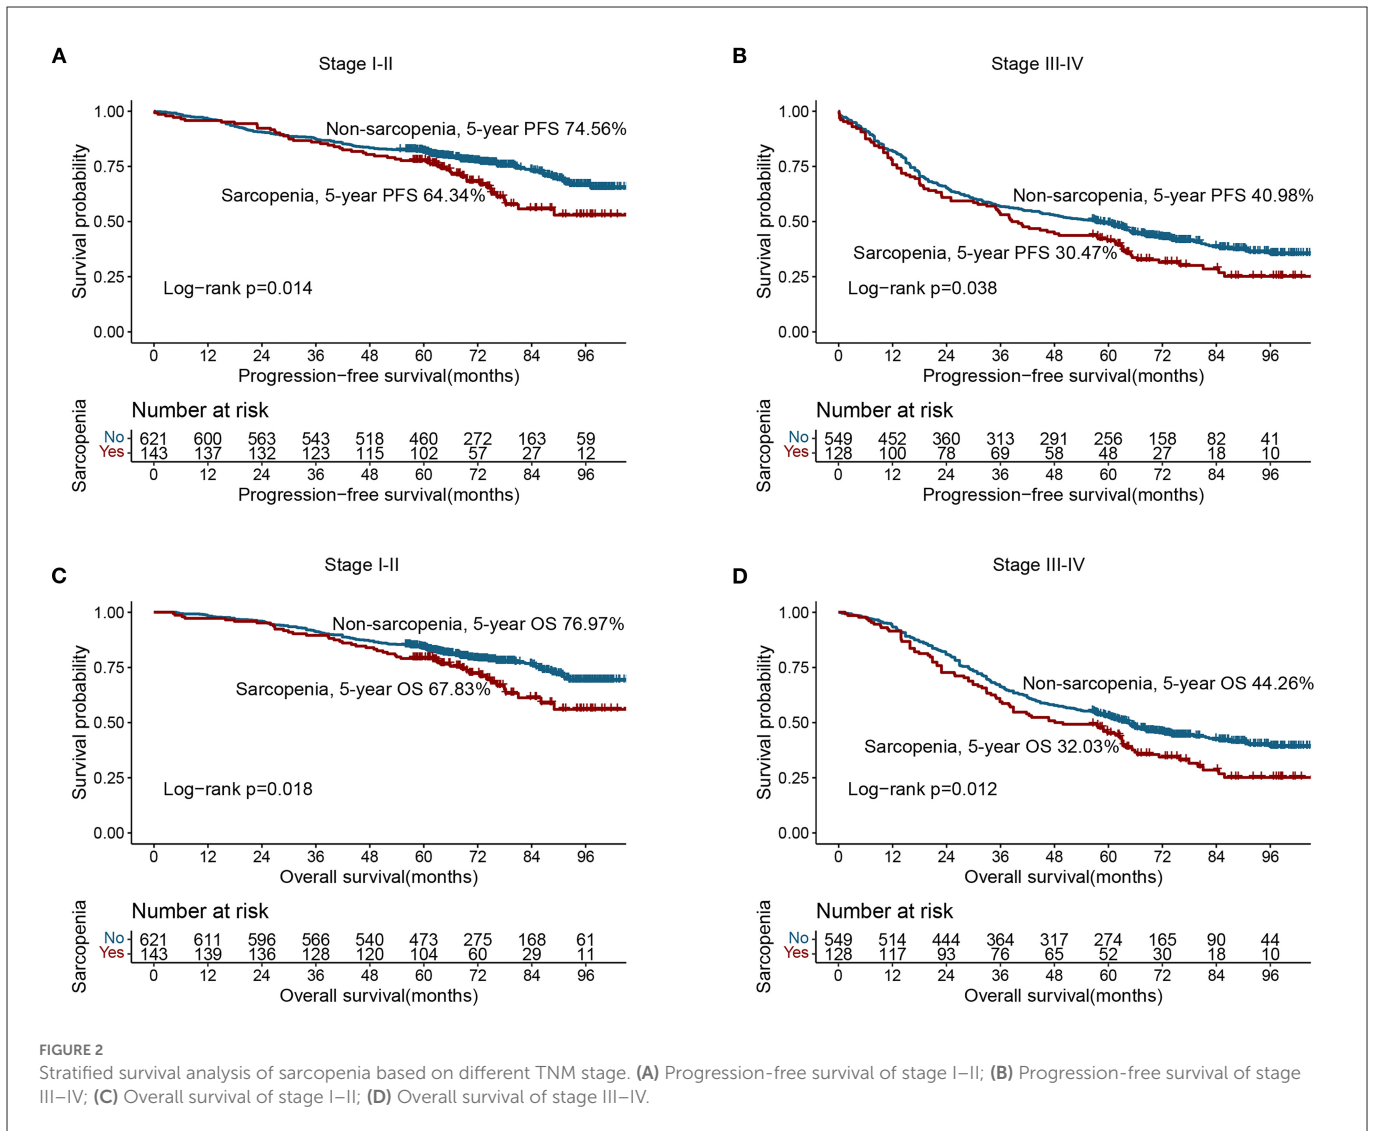 A
Stage I-II
Survival probability
1.00
0.75
0.50
0.25
0.00
Non-sarcopenia, 5-year PFS 74.56%
Sarcopenia, 5-year PFS 64.34%
Log-rank p=0.014
0 12 24 36 48 60 72 84 96
Progression-free survival(months)
Number at risk
Sarcopenia
No 621 600 563 543 518 460 272 163 59
Yes 143 137 132 123 115 102 57 27 12
0 12 24 36 48 60 72 84 96
Progression-free survival(months)
B
Stage III-IV
Survival probability
1.00
0.75
0.50
0.25
0.00
Non-sarcopenia, 5-year PFS 40.98%
Sarcopenia, 5-year PFS 30.47%
Log-rank p=0.038
0 12 24 36 48 60 72 84 96
Progression-free survival(months)
Number at risk
Sarcopenia
No 549 452 360 313 291 256 158 82 41
Yes 128 100 78 69 58 48 27 18 10
0 12 24 36 48 60 72 84 96
Progression-free survival(months)
C
Stage I-II
Survival probability
1.00
0.75
0.50
0.25
0.00
Non-sarcopenia, 5-year OS 76.97%
Sarcopenia, 5-year OS 67.83%
Log-rank p=0.018
0 12 24 36 48 60 72 84 96
Overall survival(months)
Number at risk
Sarcopenia
No 621 611 596 566 540 473 275 168 61
Yes 143 139 136 128 120 104 60 29 11
0 12 24 36 48 60 72 84 96
Overall survival(months)
D
Stage III-IV
Survival probability
1.00
0.75
0.50
0.25
0.00
Non-sarcopenia, 5-year OS 44.26%
Sarcopenia, 5-year OS 32.03%
Log-rank p=0.012
0 12 24 36 48 60 72 84 96
Overall survival(months)
Number at risk
Sarcopenia
No 549 514 444 364 317 274 165 90 44
Yes 128 117 93 76 65 52 30 18 10
0 12 24 36 48 60 72 84 96
Overall survival(months)
FIGURE 2
Stratified survival analysis of sarcopenia based on different TNM stage. (A) Progression-free survival of stage I–II; (B) Progression-free survival of stage
III–IV; (C) Overall survival of stage I–II; (D) Overall survival of stage III–IV.